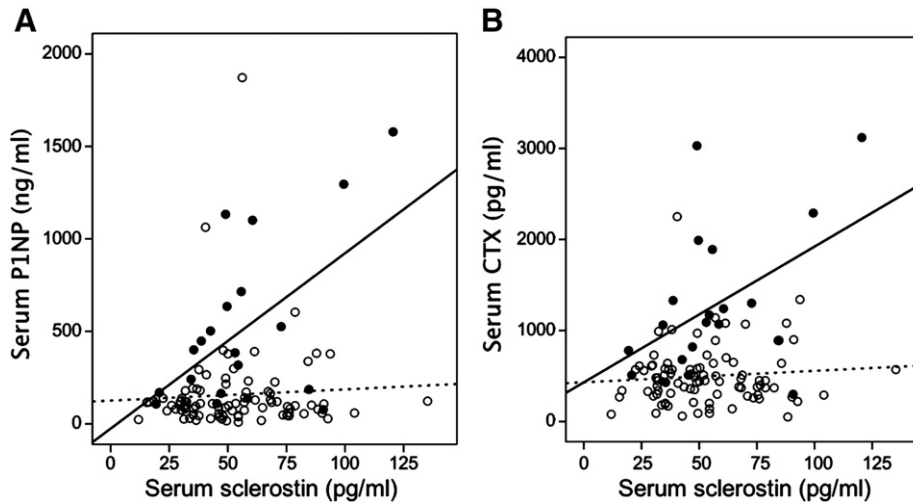 A
Serum P1NP (ng/ml)
2000
1500
1000
500
0
0 25 50 75 100 125
Serum sclerostin (pg/ml)
B
Serum CTX (pg/ml)
4000
3000
2000
1000
0
0 25 50 75 100 125
Serum sclerostin (pg/ml)